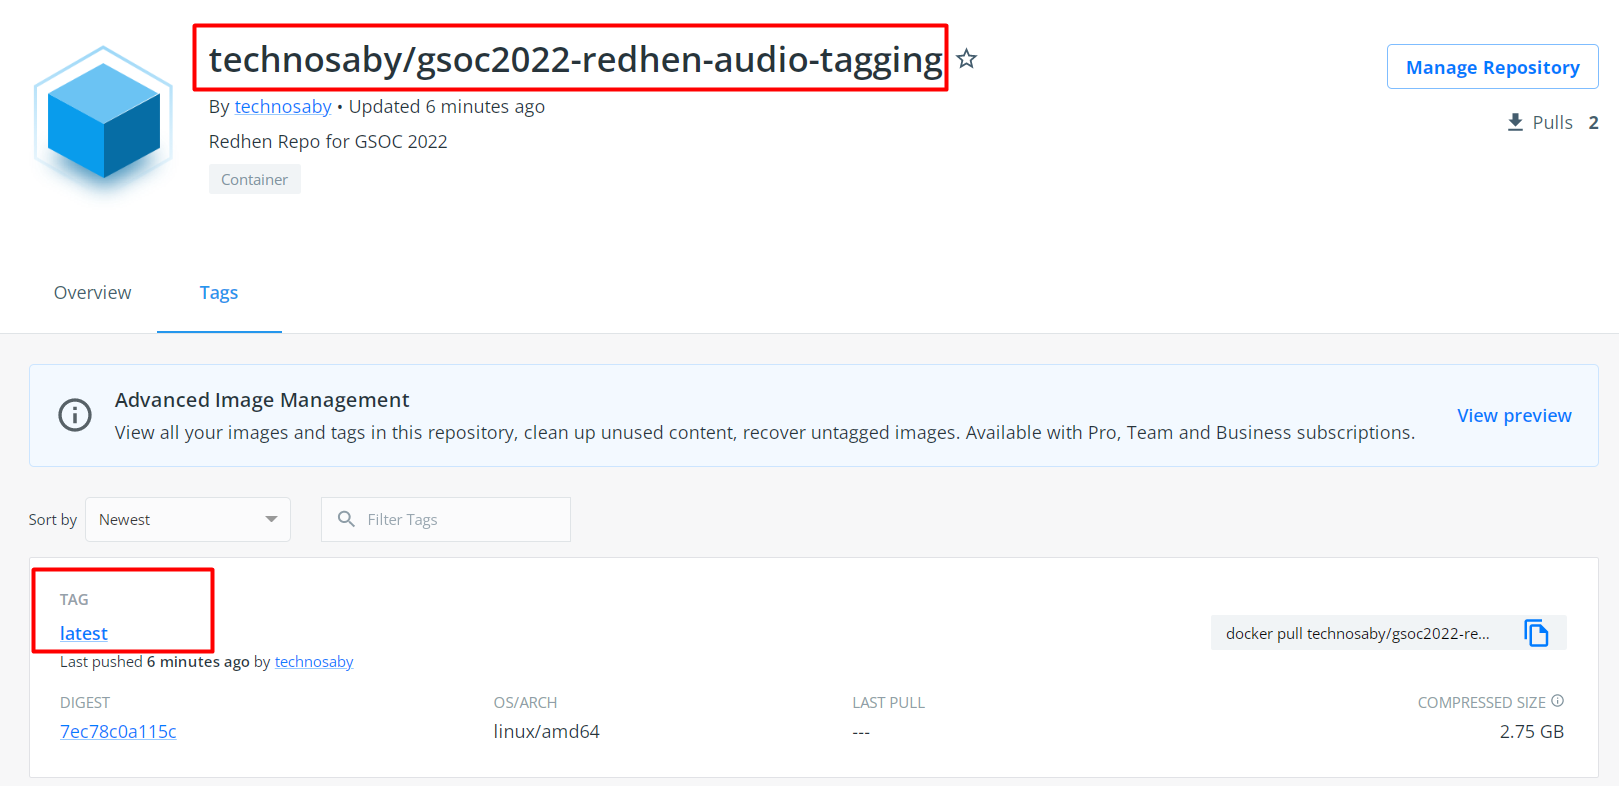 technosaby/gsoc2022-redhen-audio-tagging
Manage Repository
By technosaby • Updated 6 minutes ago
Pulls 2
Redhen Repo for GSOC 2022
Container
Overview
Tags
Advanced Image Management
View all your images and tags in this repository, clean up unused content, recover untagged images. Available with Pro, Team and Business subscriptions.
View preview
Sort by
Newest
Filter Tags
TAG
latest
docker pull technosaby/gsoc2022-re...
Last pushed 6 minutes ago by technosaby
DIGEST
OS/ARCH
LAST PULL
COMPRESSED SIZE
7ec78c0a115c
linux/amd64
---
2.75 GB